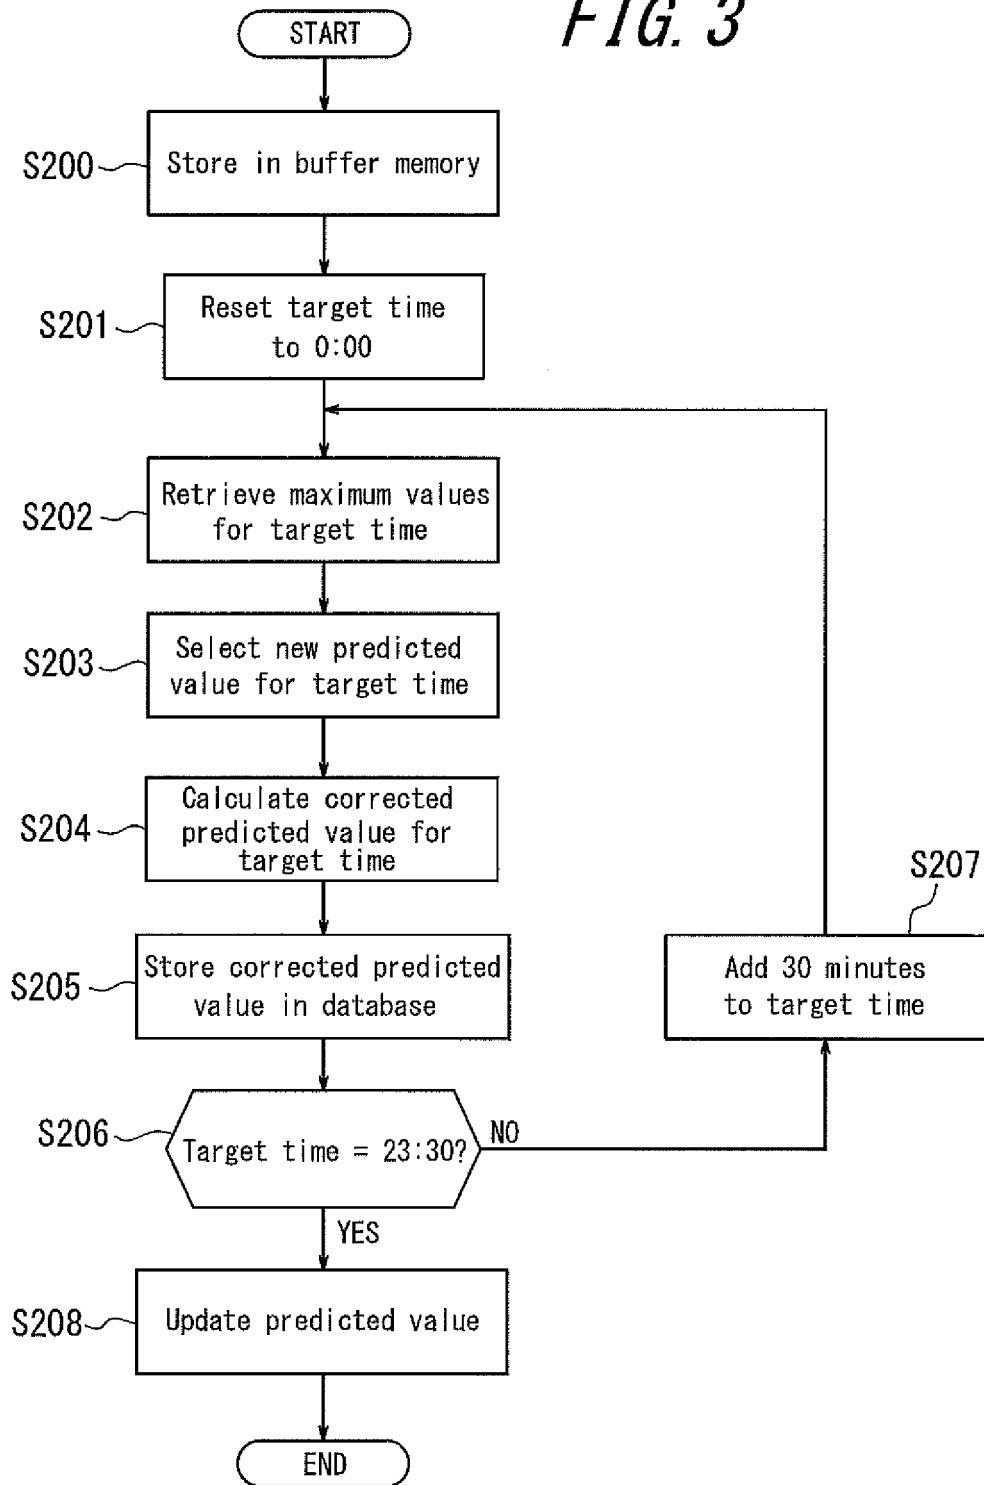 FIG. 3
START
S200
Store in buffer memory
S201
Reset target time
to 0:00
S202
Retrieve maximum values
for target time
S203
Select new predicted
value for target time
S204
Calculate corrected
predicted value for
target time
S205
Store corrected predicted
value in database
S206
Target time = 23:30?
NO
YES
S207
Add 30 minutes
to target time
S208
Update predicted value
END